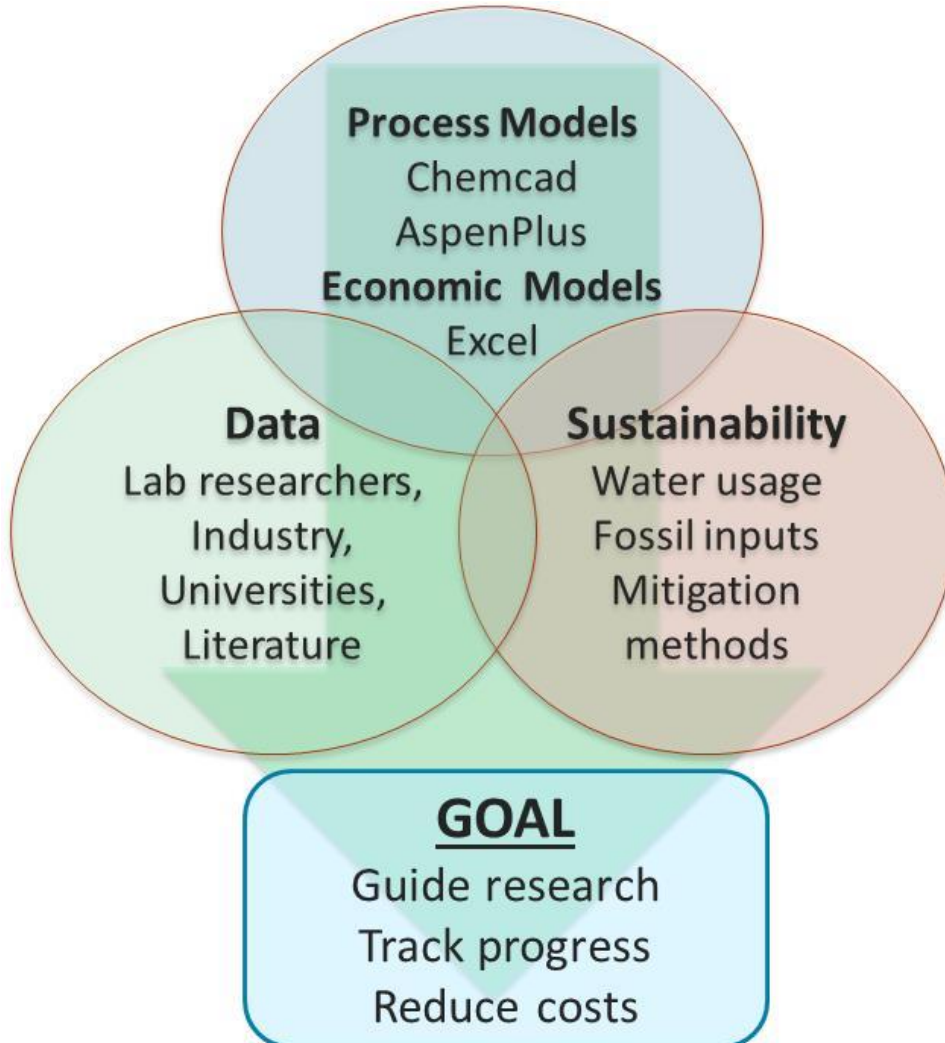 Process Models
Chemcad
AspenPlus
Economic Models
Excel
Data
Lab researchers,
Industry,
Universities,
Literature
Sustainability
Water usage
Fossil inputs
Mitigation
methods
GOAL
Guide research
Track progress
Reduce costs